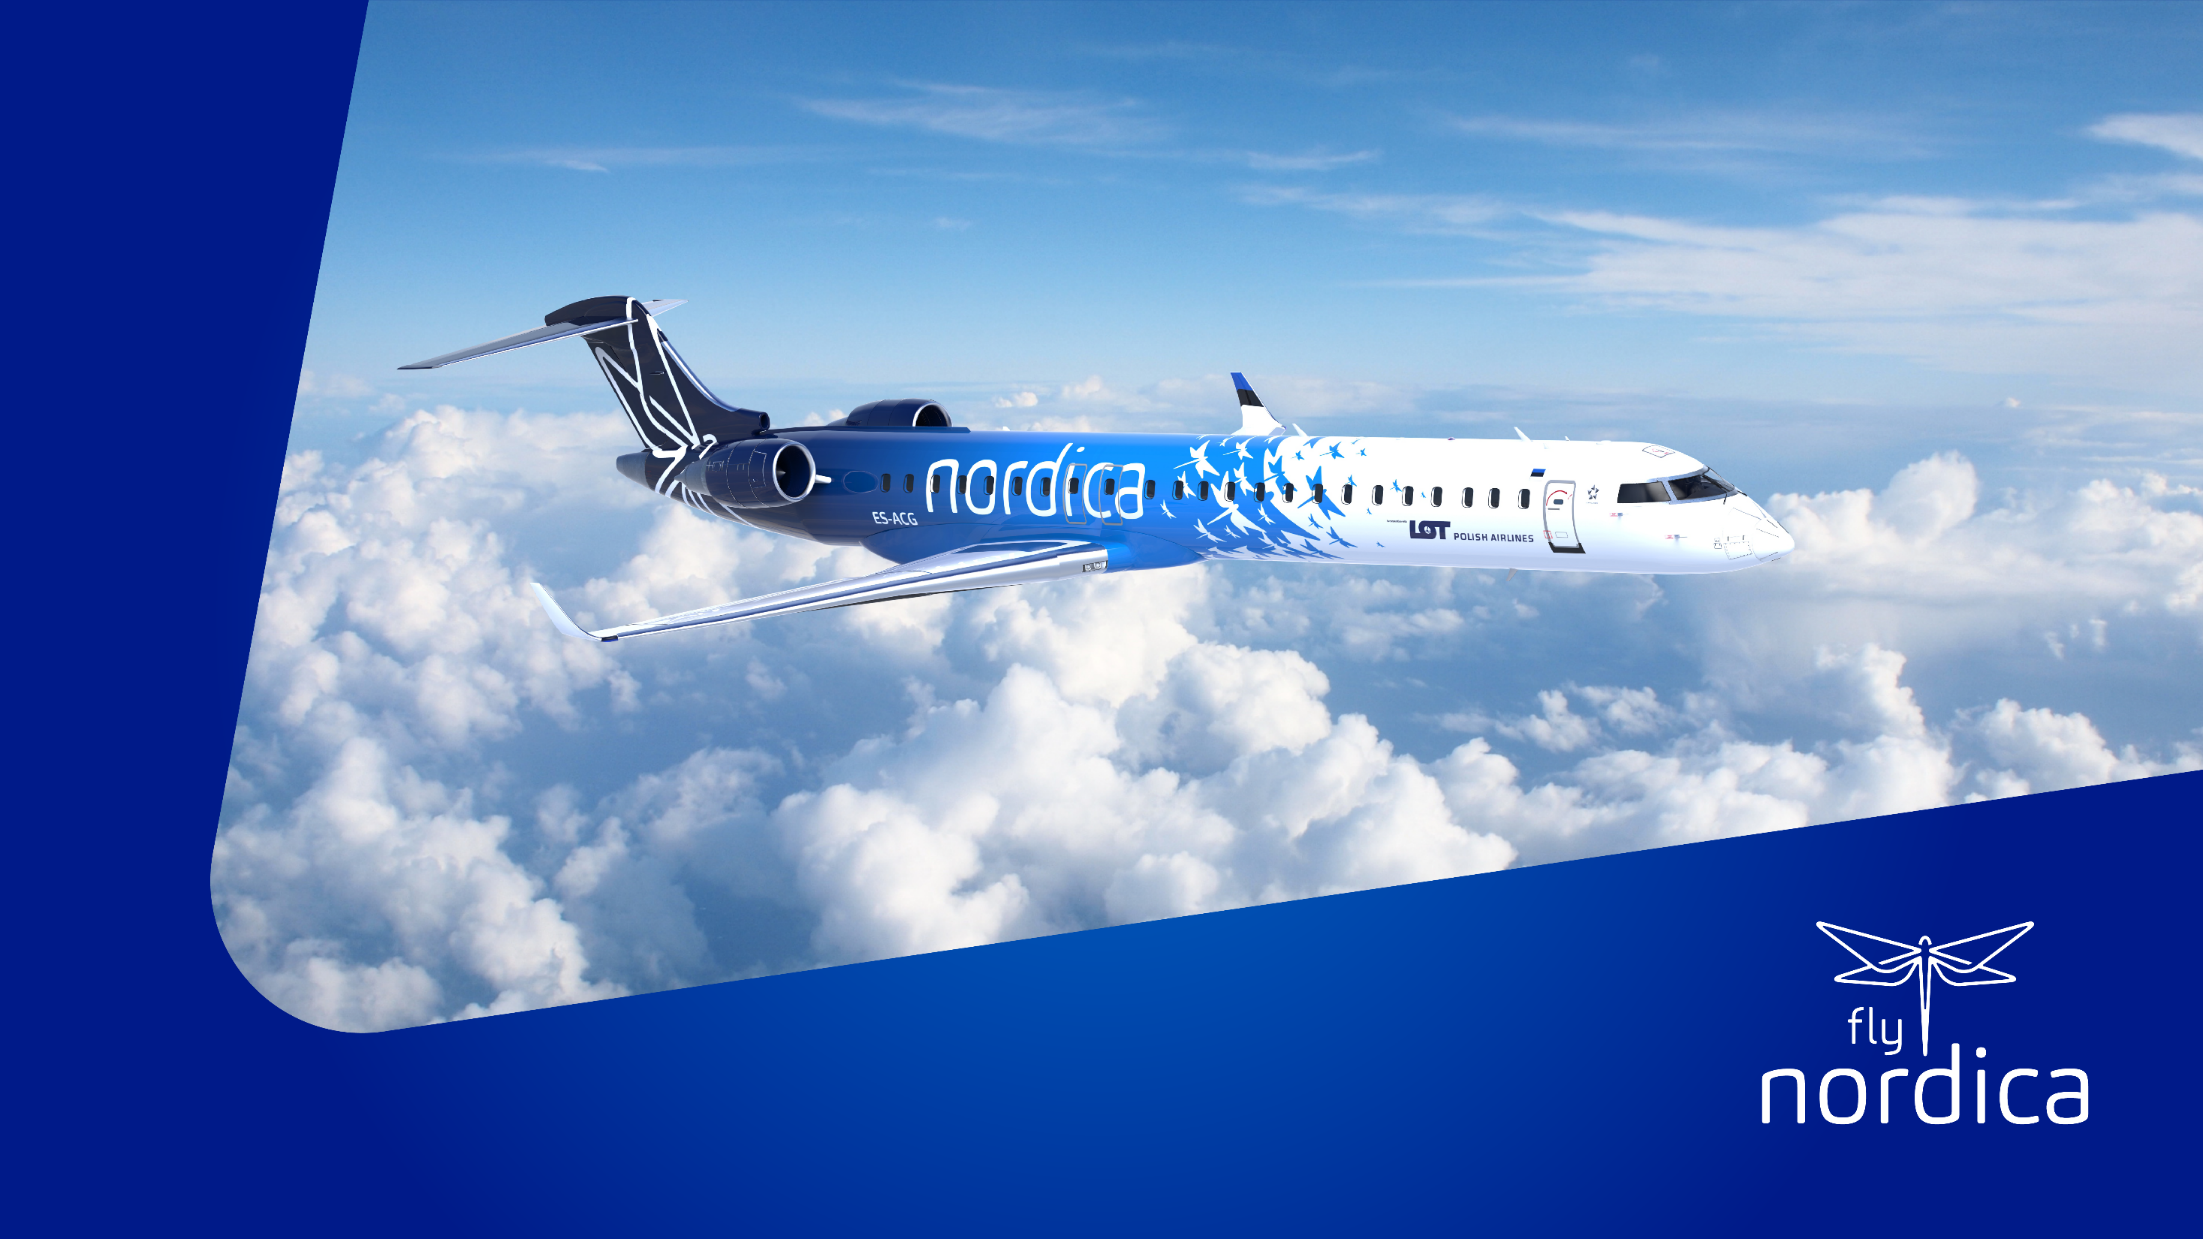 nordica
ES-ACG
LOT POLISH AIRLINES
fly
nordica